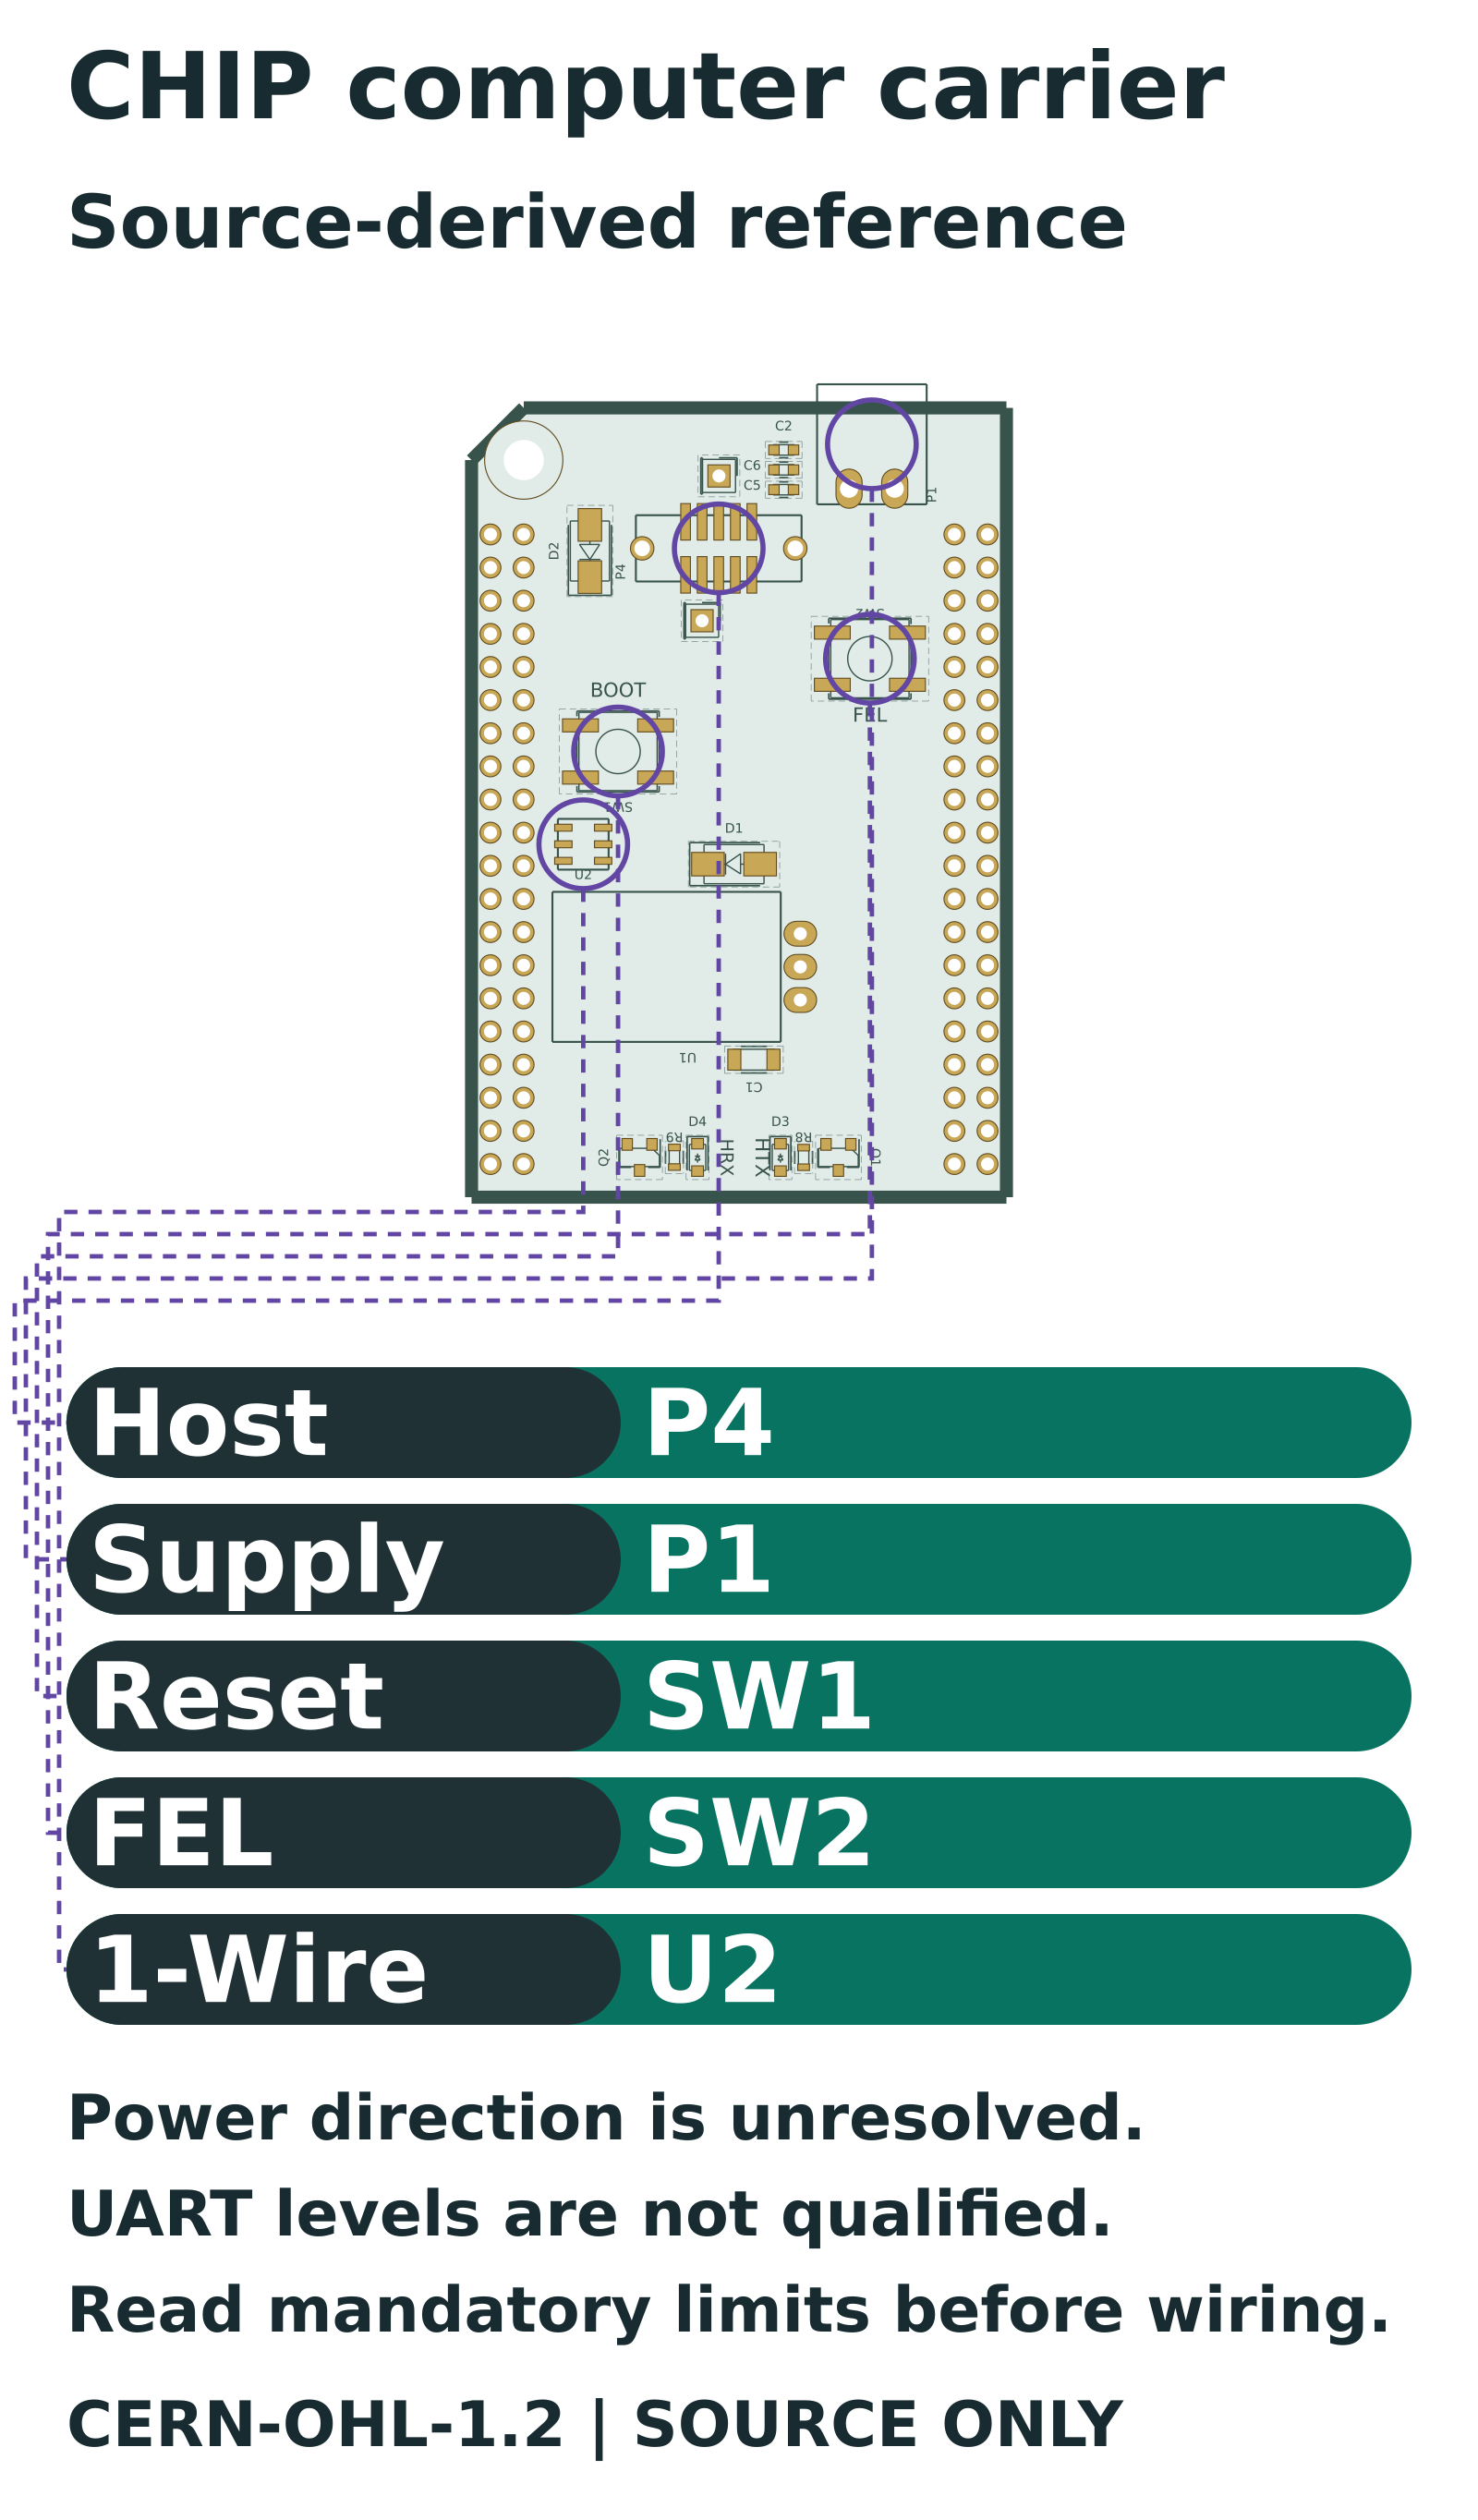 CHIP computer carrier
Source-derived reference
C2
C6
C5
P1
D2
P4
SW2
BOOT
FEL
SW1
D1
U2
U1
C1
D4
D3
R9
R8
Q2
HRX
HTX
Q1
Host P4
Supply P1
Reset SW1
FEL SW2
1-Wire U2
Power direction is unresolved.
UART levels are not qualified.
Read mandatory limits before wiring.
CERN-OHL-1.2 | SOURCE ONLY